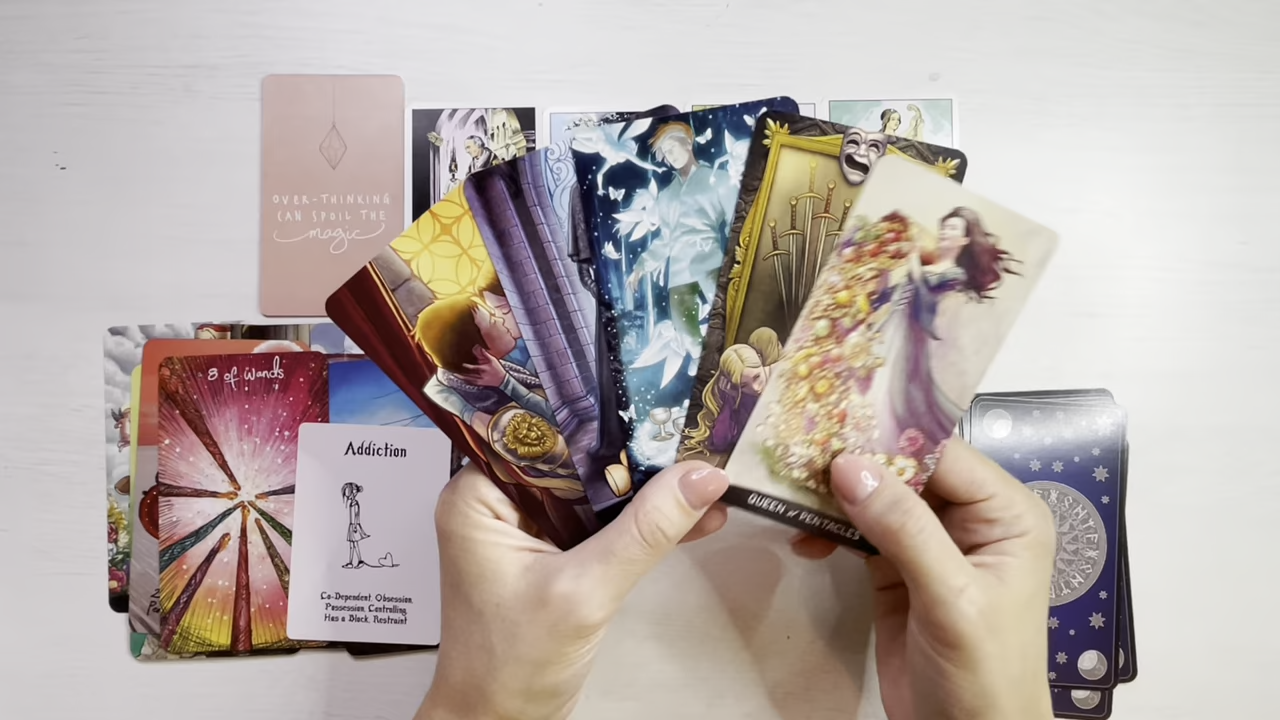 OVER-THINKING
CAN SPOIL THE
magic
8 of Wands
Addiction
Co-Dependent, Obsession,
Possession, Controlling,
Has a Block, Restraint
QUEEN of PENTACLES